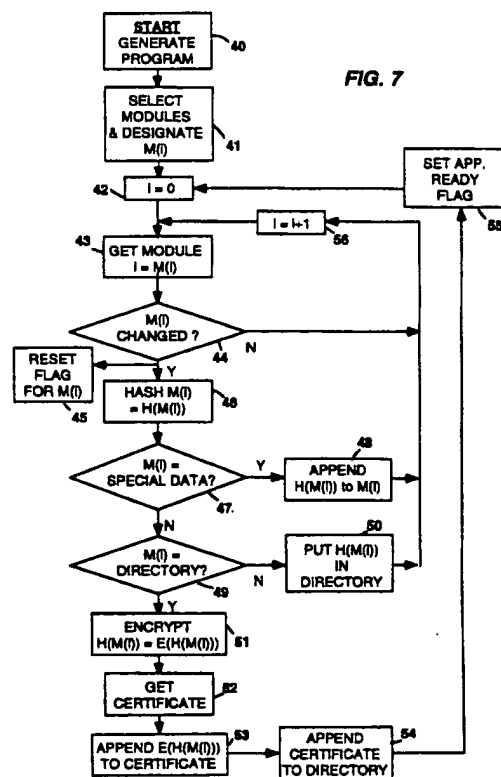 START
GENERATE
PROGRAM
40
FIG. 7
SELECT
MODULES
& DESIGNATE
M(i)
41
SET APP.
READY
FLAG
55
42
i = 0
i = i+1
56
43
GET MODULE
i = M(i)
M(i)
CHANGED ?
44
N
RESET
FLAG
FOR M(i)
45
Y
HASH M(i)
= H(M(i))
46
M(i) =
SPECIAL DATA?
47.
Y
48
APPEND
H(M(i)) to M(i)
N
M(i) =
DIRECTORY?
49
N
50
PUT H(M(i))
IN
DIRECTORY
Y
ENCRYPT
H(M(i)) = E(H(M(i)))
51
GET
CERTIFICATE
52
APPEND E(H(M(i)))
TO CERTIFICATE
53
APPEND
CERTIFICATE
TO DIRECTORY
54